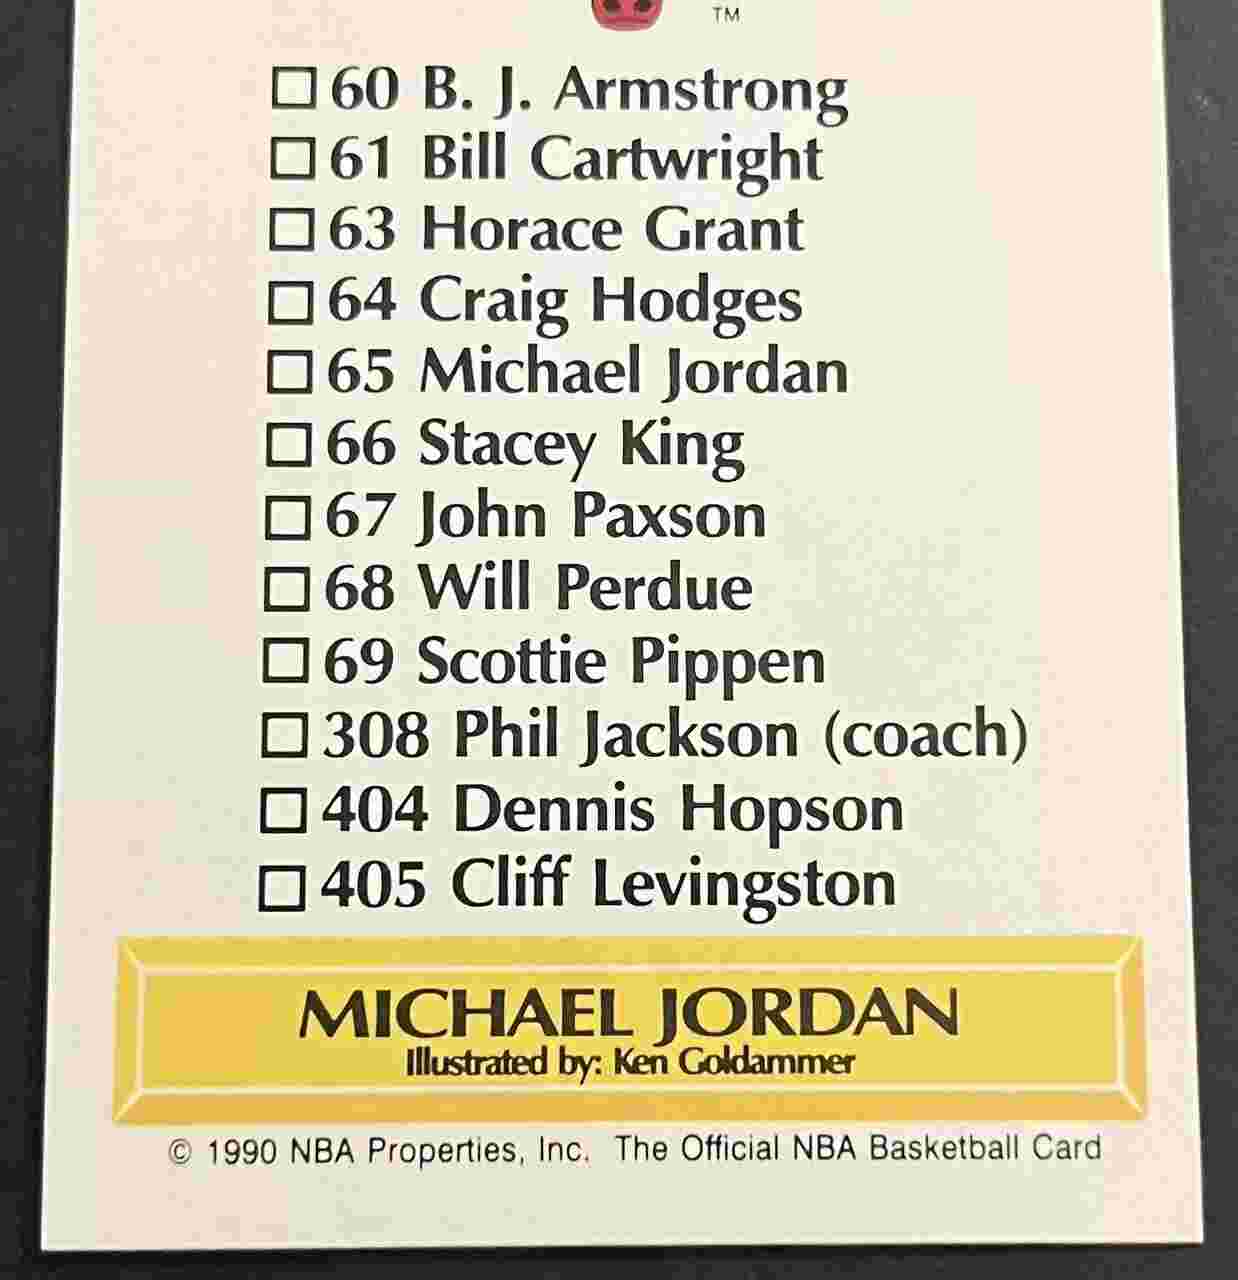 TM
60 B. J. Armstrong
61 Bill Cartwright
63 Horace Grant
64 Craig Hodges
65 Michael Jordan
66 Stacey King
67 John Paxson
68 Will Perdue
69 Scottie Pippen
308 Phil Jackson (coach)
404 Dennis Hopson
405 Cliff Levingston
MICHAEL JORDAN
Illustrated by: Ken Goldammer
© 1990 NBA Properties, Inc. The Official NBA Basketball Card